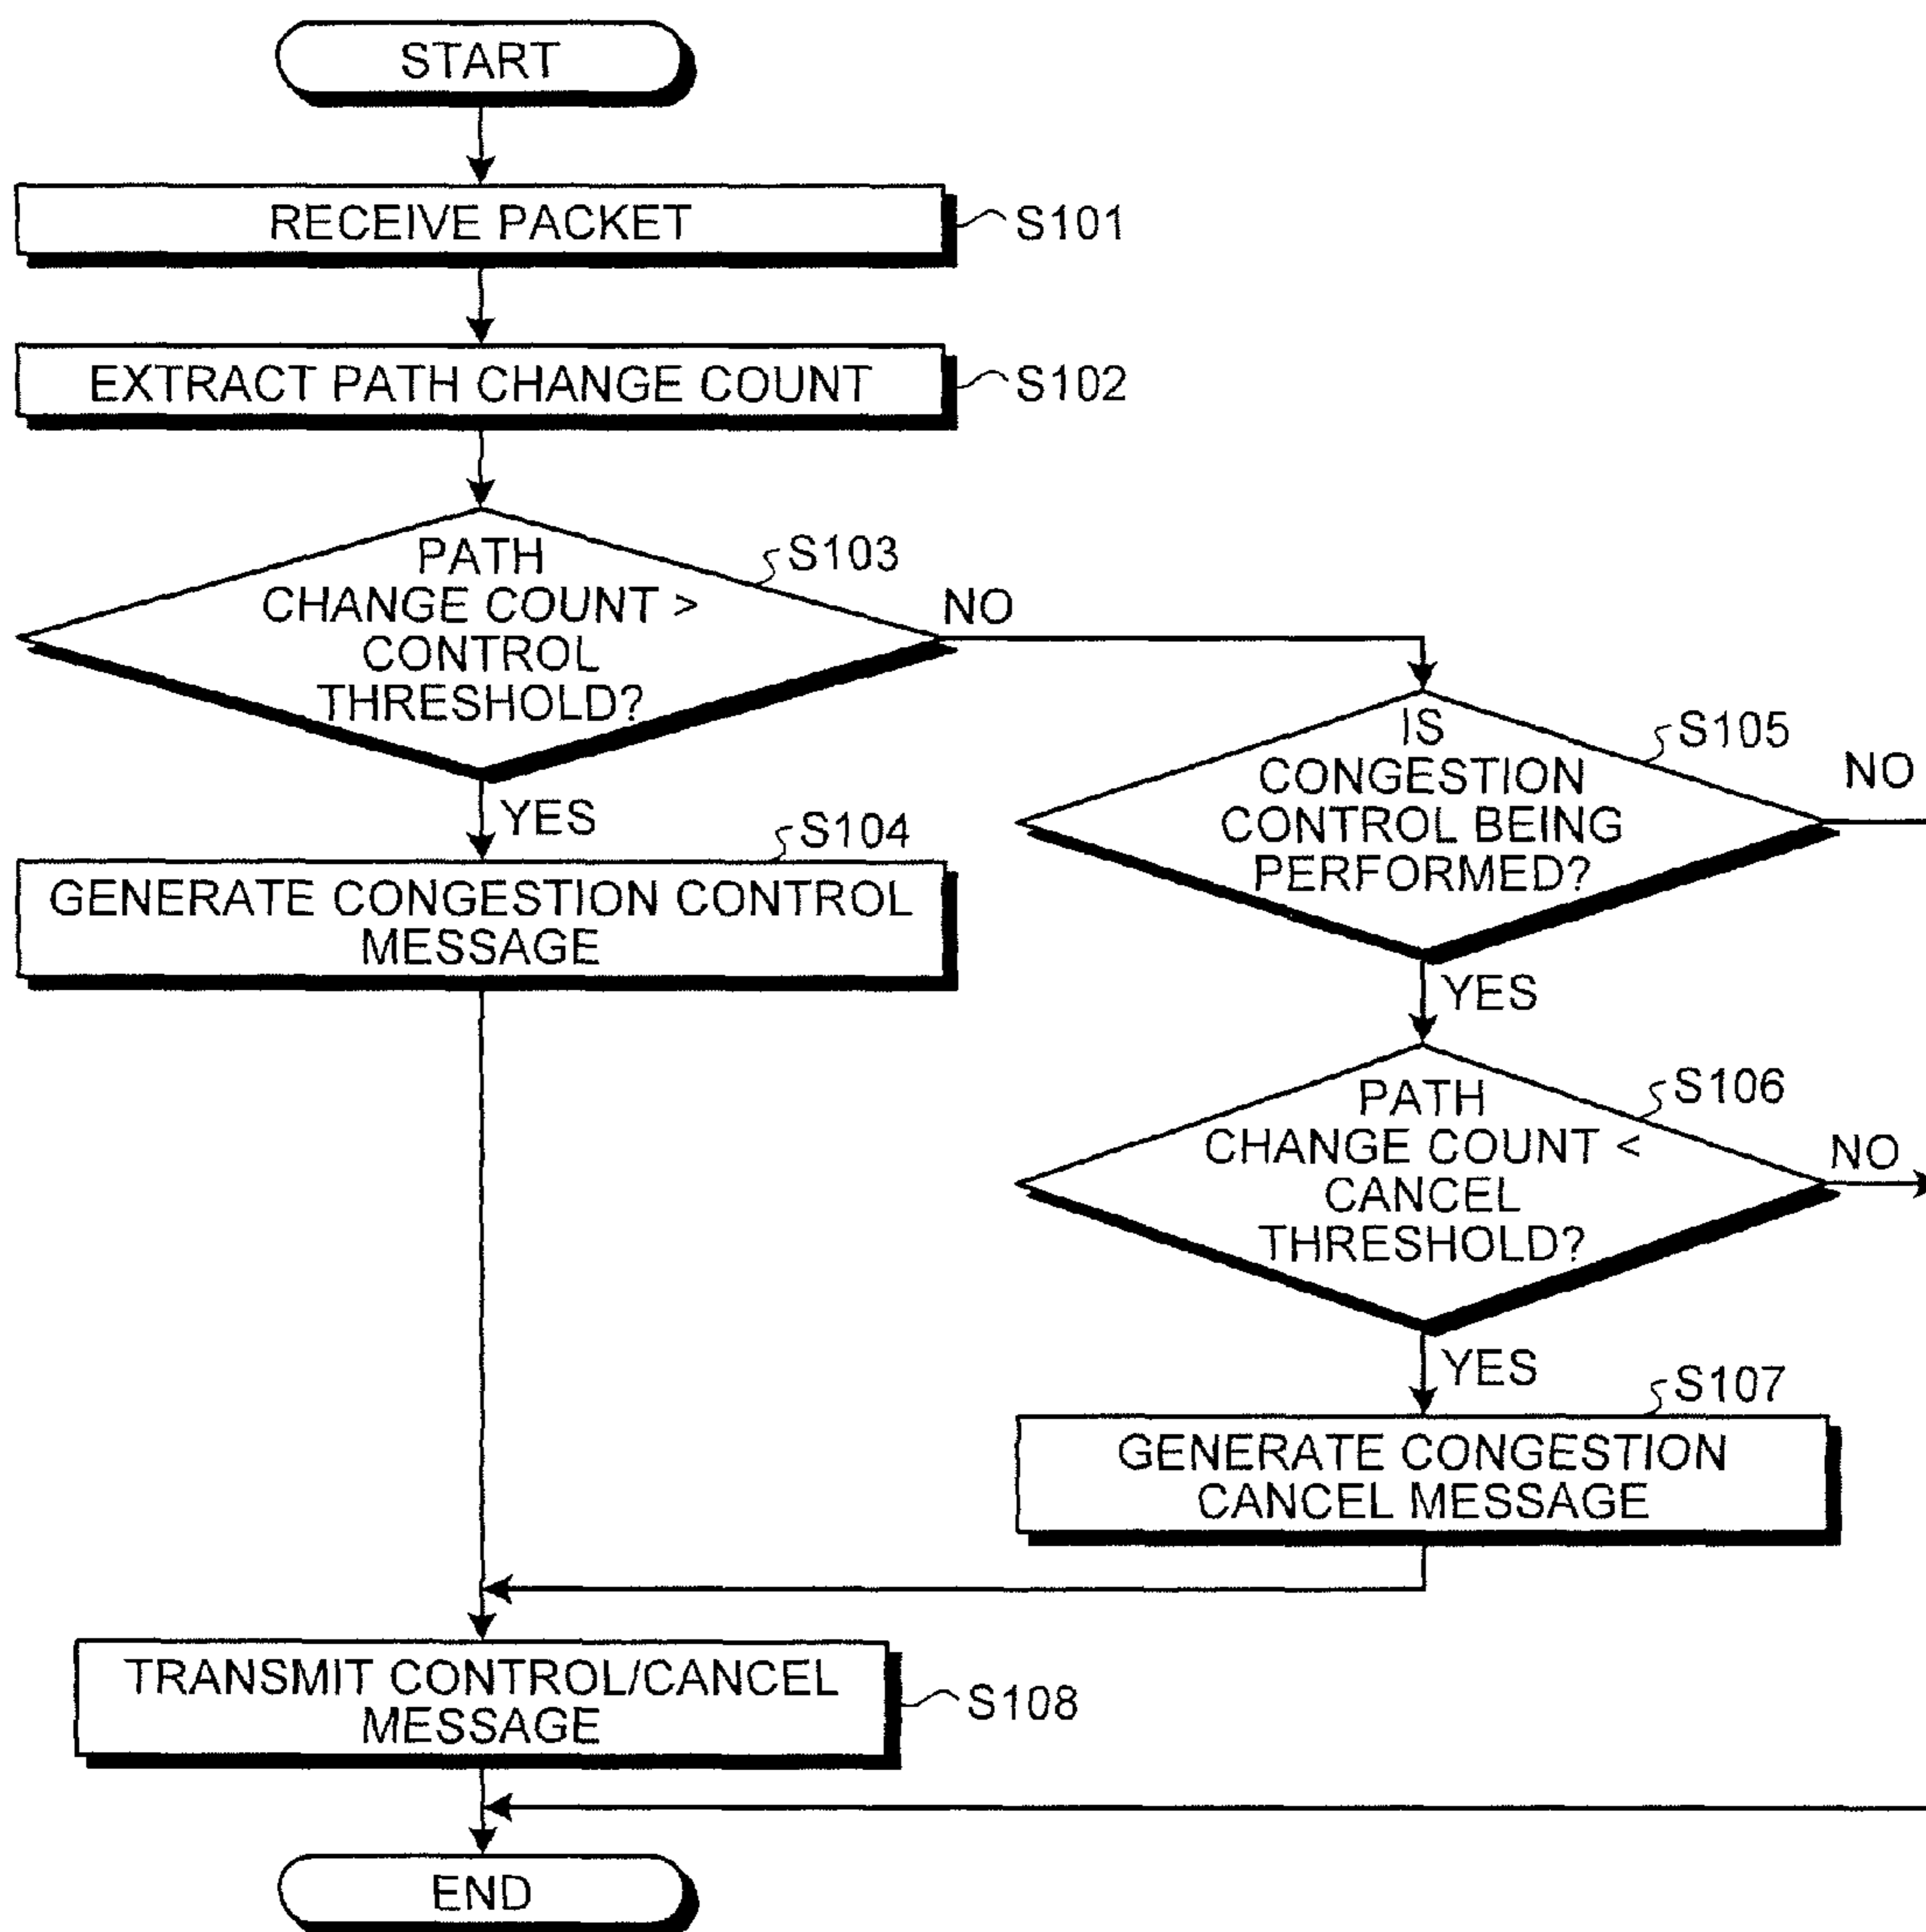 START
RECEIVE PACKET
S101
EXTRACT PATH CHANGE COUNT
S102
PATH
CHANGE COUNT >
CONTROL
THRESHOLD?
S103
NO
YES
S104
GENERATE CONGESTION CONTROL
MESSAGE
IS
CONGESTION
CONTROL BEING
PERFORMED?
S105
NO
YES
PATH
CHANGE COUNT <
CANCEL
THRESHOLD?
S106
NO
YES
S107
GENERATE CONGESTION
CANCEL MESSAGE
TRANSMIT CONTROL/CANCEL
MESSAGE
S108
END